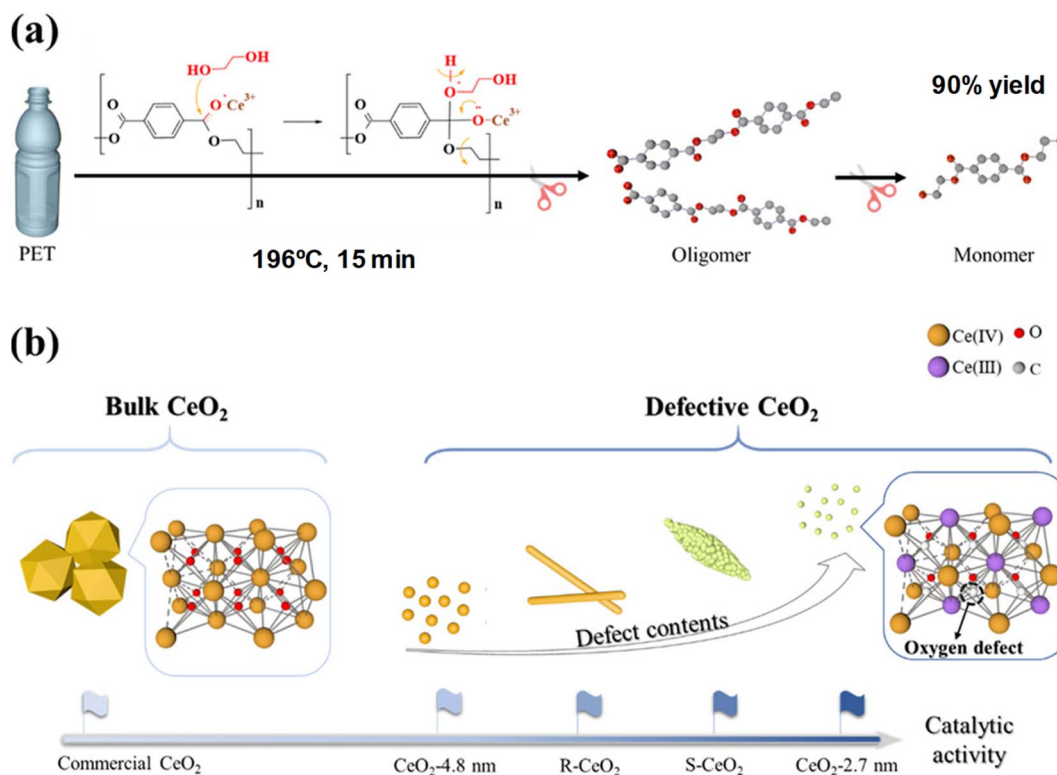 (a)
OH
HO
O
O
O
Ce³⁺
O
n
H
O
OH
O
O
O
Ce³⁺
O
n
90% yield
PET
196ºC, 15 min
Oligomer
Monomer
(b)
Ce(IV) O
Ce(III) C
Bulk CeO₂
Defective CeO₂
Defect contents
Oxygen defect
Commercial CeO₂
CeO₂-4.8 nm
R-CeO₂
S-CeO₂
CeO₂-2.7 nm
Catalytic
activity